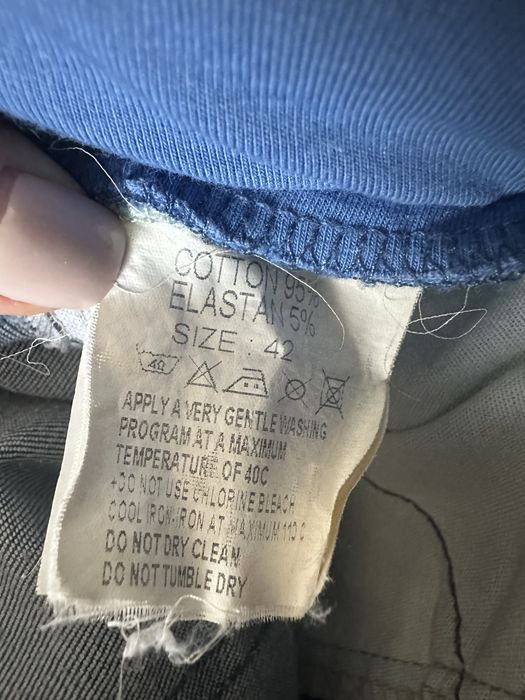 COTTON 95%
ELASTAN 5%
SIZE : 42
40
APPLY A VERY GENTLE WASHING
PROGRAM AT A MAXIMUM
TEMPERATURE OF 40C
+DO NOT USE CHLORINE BLEACH
COOL IRON-IRON AT MAXIMUM 110 C
DO NOT DRY CLEAN.
DO NOT TUMBLE DRY